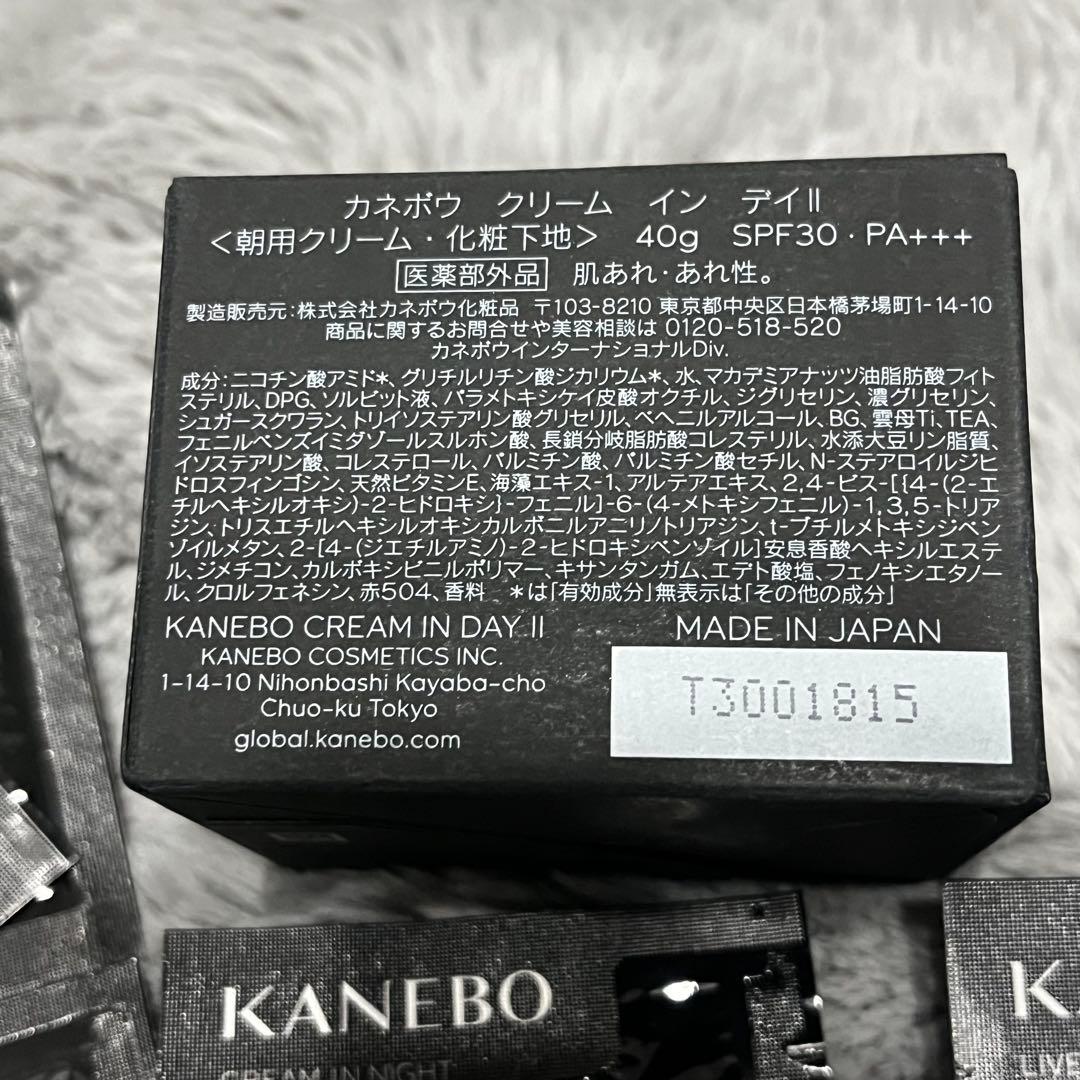 カネボウ クリーム イン デイⅡ
＜朝用クリーム・化粧下地＞ 40g SPF30・PA+++
医薬部外品 肌あれ・あれ性。
製造販売元：株式会社カネボウ化粧品 〒103-8210 東京都中央区日本橋茅場町1-14-10
商品に関するお問合せや美容相談は 0120-518-520
カネボウインターナショナルDiv.
成分：ニコチン酸アミド*、グリチルリチン酸ジカリウム*、水、マカデミアナッツ油脂肪酸フィト
ステリル、DPG、ソルビット液、パラメトキシケイ皮酸オクチル、ジグリセリン、濃グリセリン、
シュガースクワラン、トリイソステアリン酸グリセリル、ベヘニルアルコール、BG、雲母Ti、TEA、
フェニルベンズイミダゾールスルホン酸、長鎖分岐脂肪酸コレステリル、水添大豆リン脂質、
イソステアリン酸、コレステロール、パルミチン酸、パルミチン酸セチル、N-ステアロイルジヒ
ドロスフィンゴシン、天然ビタミンE、海藻エキス-1、アルテアエキス、2,4-ビス-[{4-(2-エ
チルヘキシルオキシ)-2-ヒドロキシ}-フェニル]-6-(4-メトキシフェニル)-1,3,5-トリア
ジン、トリスエチルヘキシルオキシカルボニルアニリノトリアジン、t-ブチルメトキシジベン
ゾイルメタン、2-[4-(ジエチルアミノ)-2-ヒドロキシベンゾイル]安息香酸ヘキシルエステ
ル、ジメチコン、カルボキシビニルポリマー、キサンタンガム、エデト酸塩、フェノキシエタノー
ル、クロルフェネシン、赤504、香料 *は「有効成分」無表示は「その他の成分」
KANEBO CREAM IN DAY II
KANEBO COSMETICS INC.
1-14-10 Nihonbashi Kayaba-cho
Chuo-ku Tokyo
global.kanebo.com
MADE IN JAPAN
T3001815
KANEBO
CREAM IN NIGHT